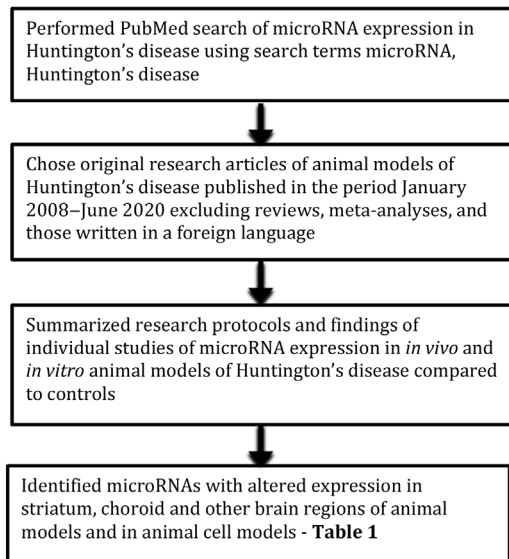 Performed PubMed search of microRNA expression in
Huntington’s disease using search terms microRNA,
Huntington’s disease
Chose original research articles of animal models of
Huntington’s disease published in the period January
2008–June 2020 excluding reviews, meta-analyses, and
those written in a foreign language
Summarized research protocols and findings of
individual studies of microRNA expression in in vivo and
in vitro animal models of Huntington’s disease compared
to controls
Identified microRNAs with altered expression in
striatum, choroid and other brain regions of animal
models and in animal cell models - Table 1